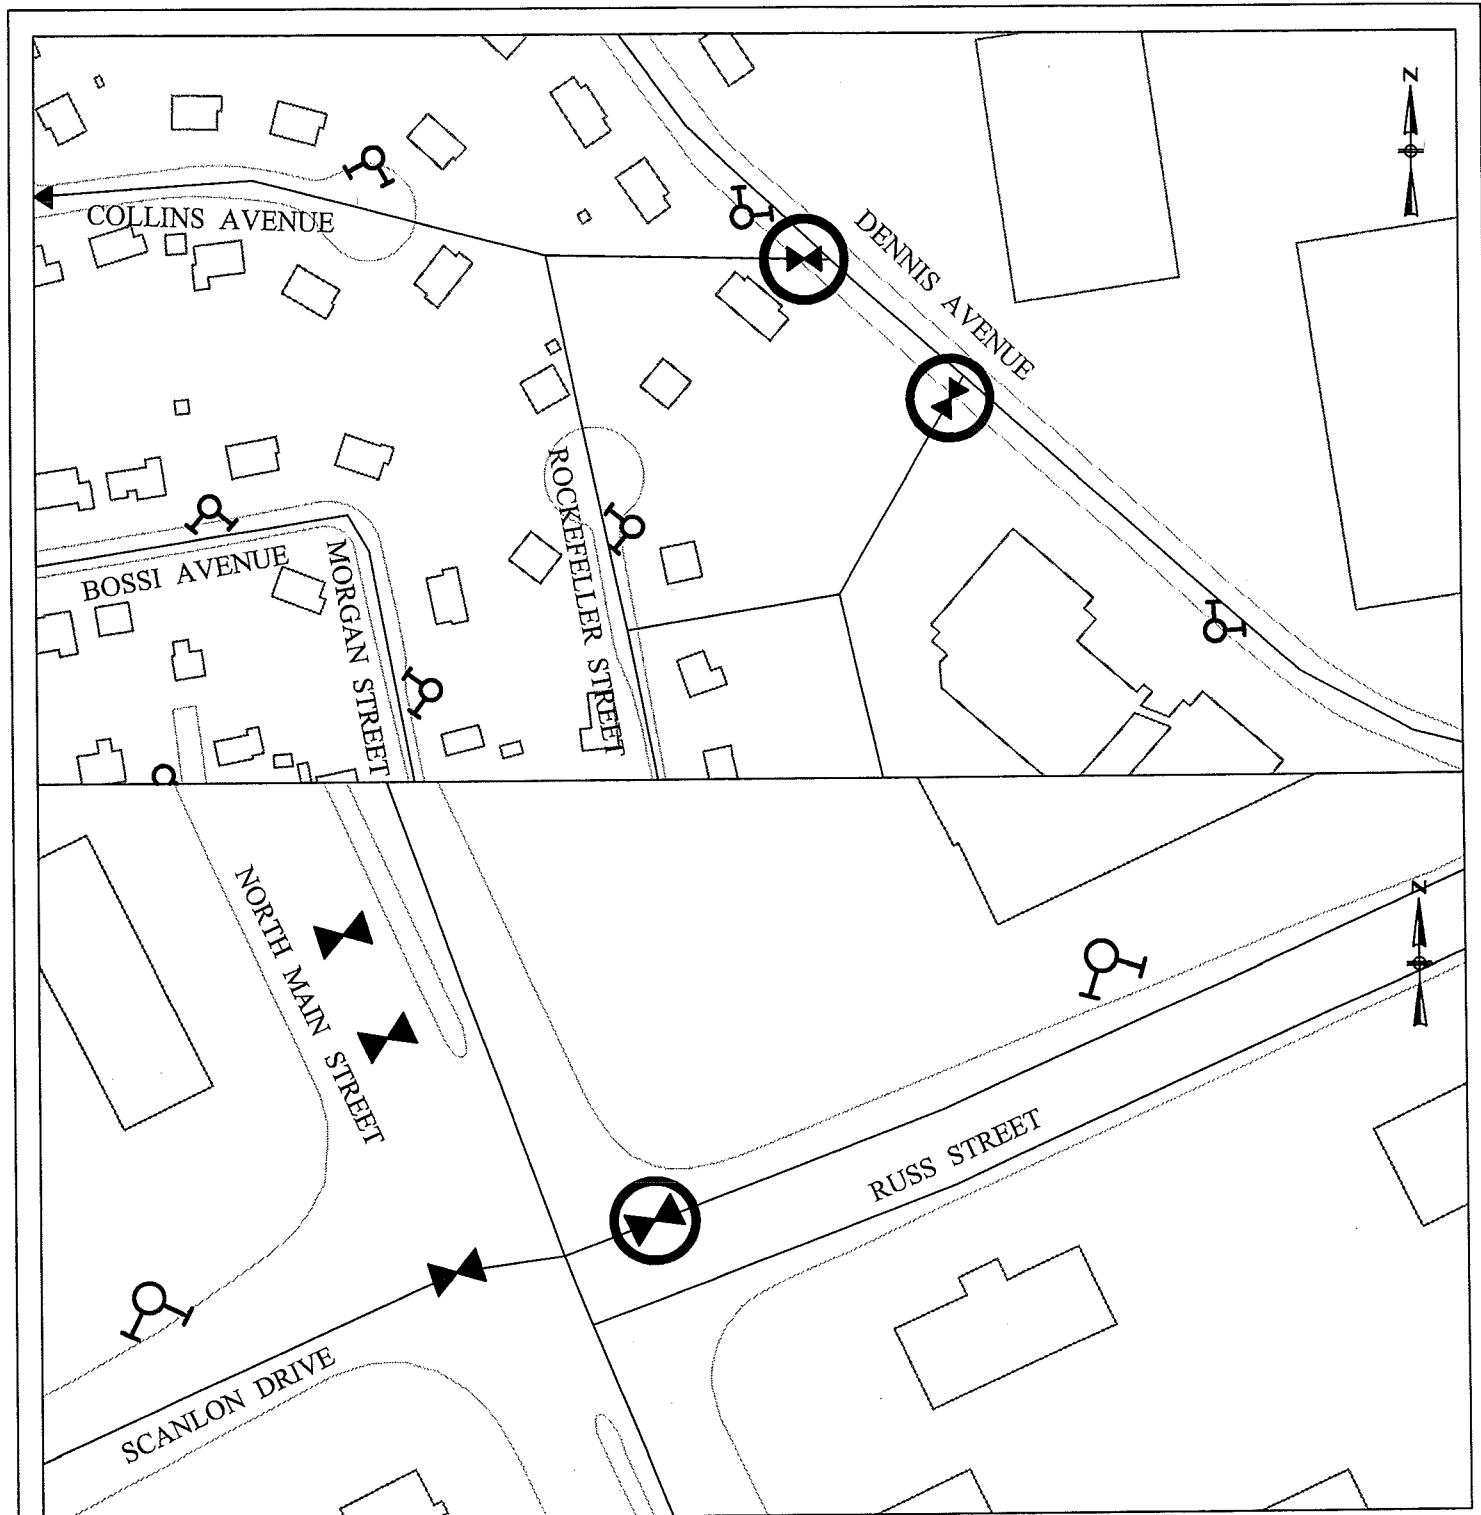 N
COLLINS AVENUE
DENNIS AVENUE
ROCKEFELLER STREET
BOSSI AVENUE
MORGAN STREET
N
NORTH MAIN STREET
RUSS STREET
SCANLON DRIVE